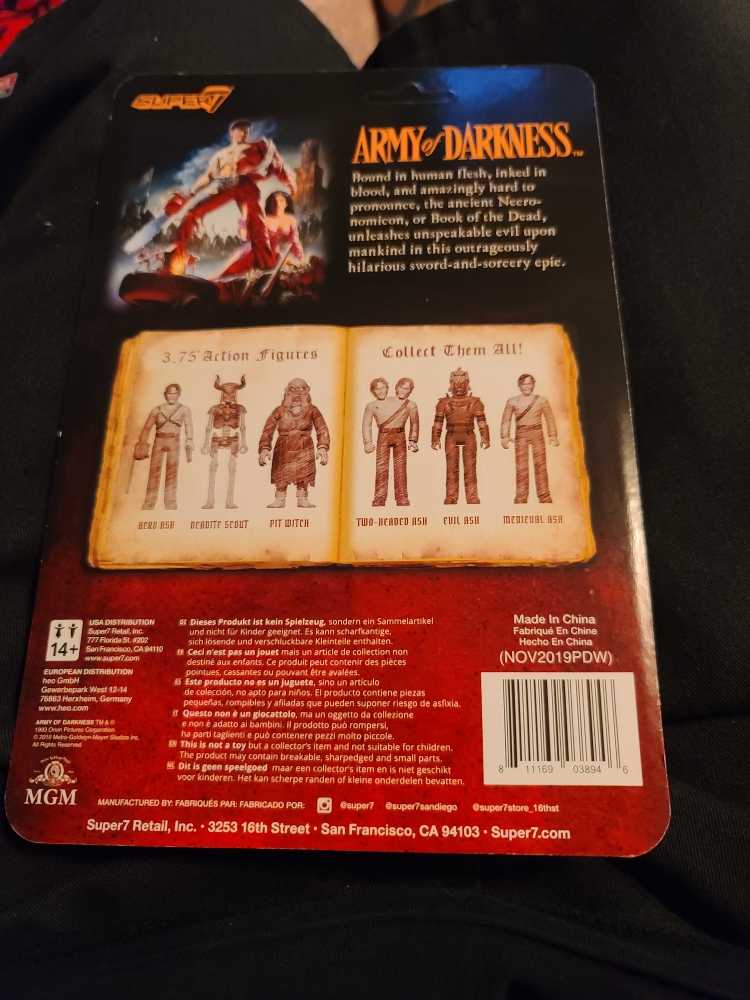 SUPER7
ARMY of DARKNESS™
Bound in human flesh, inked in
blood, and amazingly hard to
pronounce, the ancient Necro-
nomicon, or Book of the Dead,
unleashes unspeakable evil upon
mankind in this outrageously
hilarious sword-and-sorcery epic.
3.75" Action Figures
Collect Them All!
HERO ASH
DEADITE SCOUT
PIT WITCH
TWO-HEADED ASH
EVIL ASH
MEDIEVAL ASH
14+
USA DISTRIBUTION
Super7 Retail, Inc.
777 Florida St. #202
San Francisco, CA 94110
www.super7.com
EUROPEAN DISTRIBUTION
heo GmbH
Gewerbepark West 12-14
76863 Herxheim, Germany
www.heo.com
ARMY OF DARKNESS TM & ©
1993 Orion Pictures Corporation.
© 2019 Metro-Goldwyn-Mayer Studios Inc.
All Rights Reserved.
MGM
DE Dieses Produkt ist kein Spielzeug, sondern ein Sammelartikel
und nicht für Kinder geeignet. Es kann scharfkantige,
sich lösende und verschluckbare Kleinteile enthalten.
FR Ceci n'est pas un jouet mais un article de collection non
destiné aux enfants. Ce produit peut contenir des pièces
pointues, cassantes ou pouvant être avalées.
ES Este producto no es un juguete, sino un artículo
de colección, no apto para niños. El producto contiene piezas
pequeñas, rompibles y afiladas que pueden suponer riesgo de asfixia.
IT Questo non è un giocattolo, ma un oggetto da collezione
e non è adatto ai bambini. Il prodotto può rompersi,
ha parti taglienti e può contenere pezzi molto piccole.
EN This is not a toy but a collector's item and not suitable for children.
The product may contain breakable, sharpedged and small parts.
NL Dit is geen speelgoed maar een collector's item en is niet geschikt
voor kinderen. Het kan scherpe randen of kleine onderdelen bevatten.
Made In China
Fabriqué En Chine
Hecho En China
(NOV2019PDW)
8 11169 03894 6
MANUFACTURED BY: FABRIQUÉS PAR: FABRICADO POR: @super7 @super7sandiego @super7store_16thst
Super7 Retail, Inc. • 3253 16th Street • San Francisco, CA 94103 • Super7.com